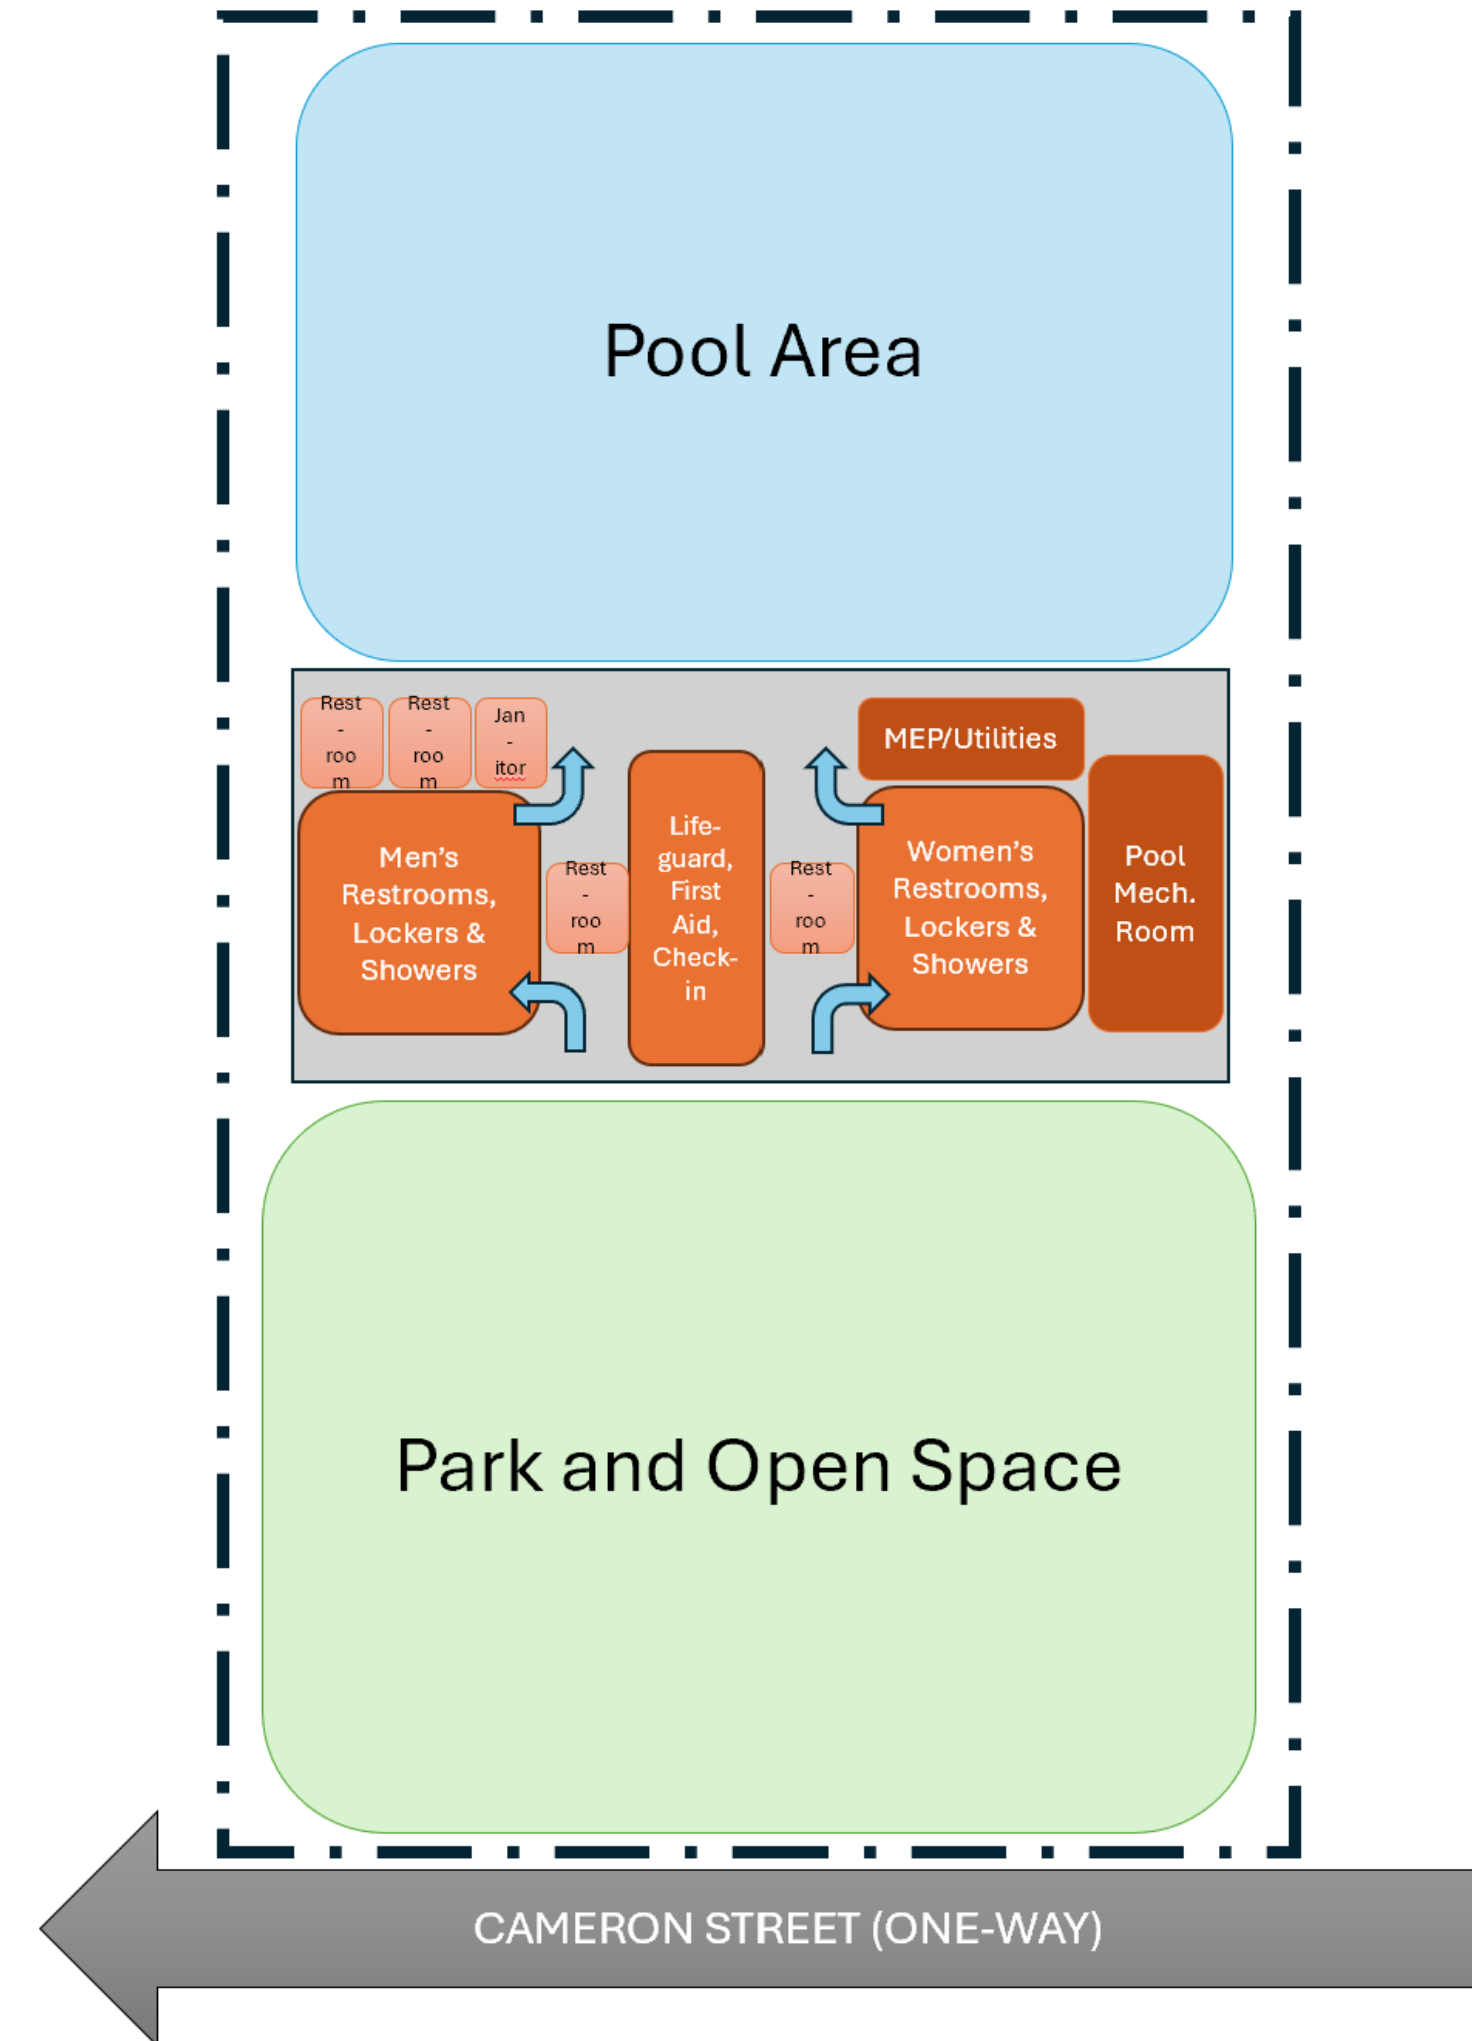 Pool Area
Rest
-
roo
m
Rest
-
roo
m
Jan
-
itor
MEP/Utilities
Men’s
Restrooms,
Lockers &
Showers
Rest
-
roo
m
Life-
guard,
First
Aid,
Check-
in
Rest
-
roo
m
Women’s
Restrooms,
Lockers &
Showers
Pool
Mech.
Room
Park and Open Space
CAMERON STREET (ONE-WAY)